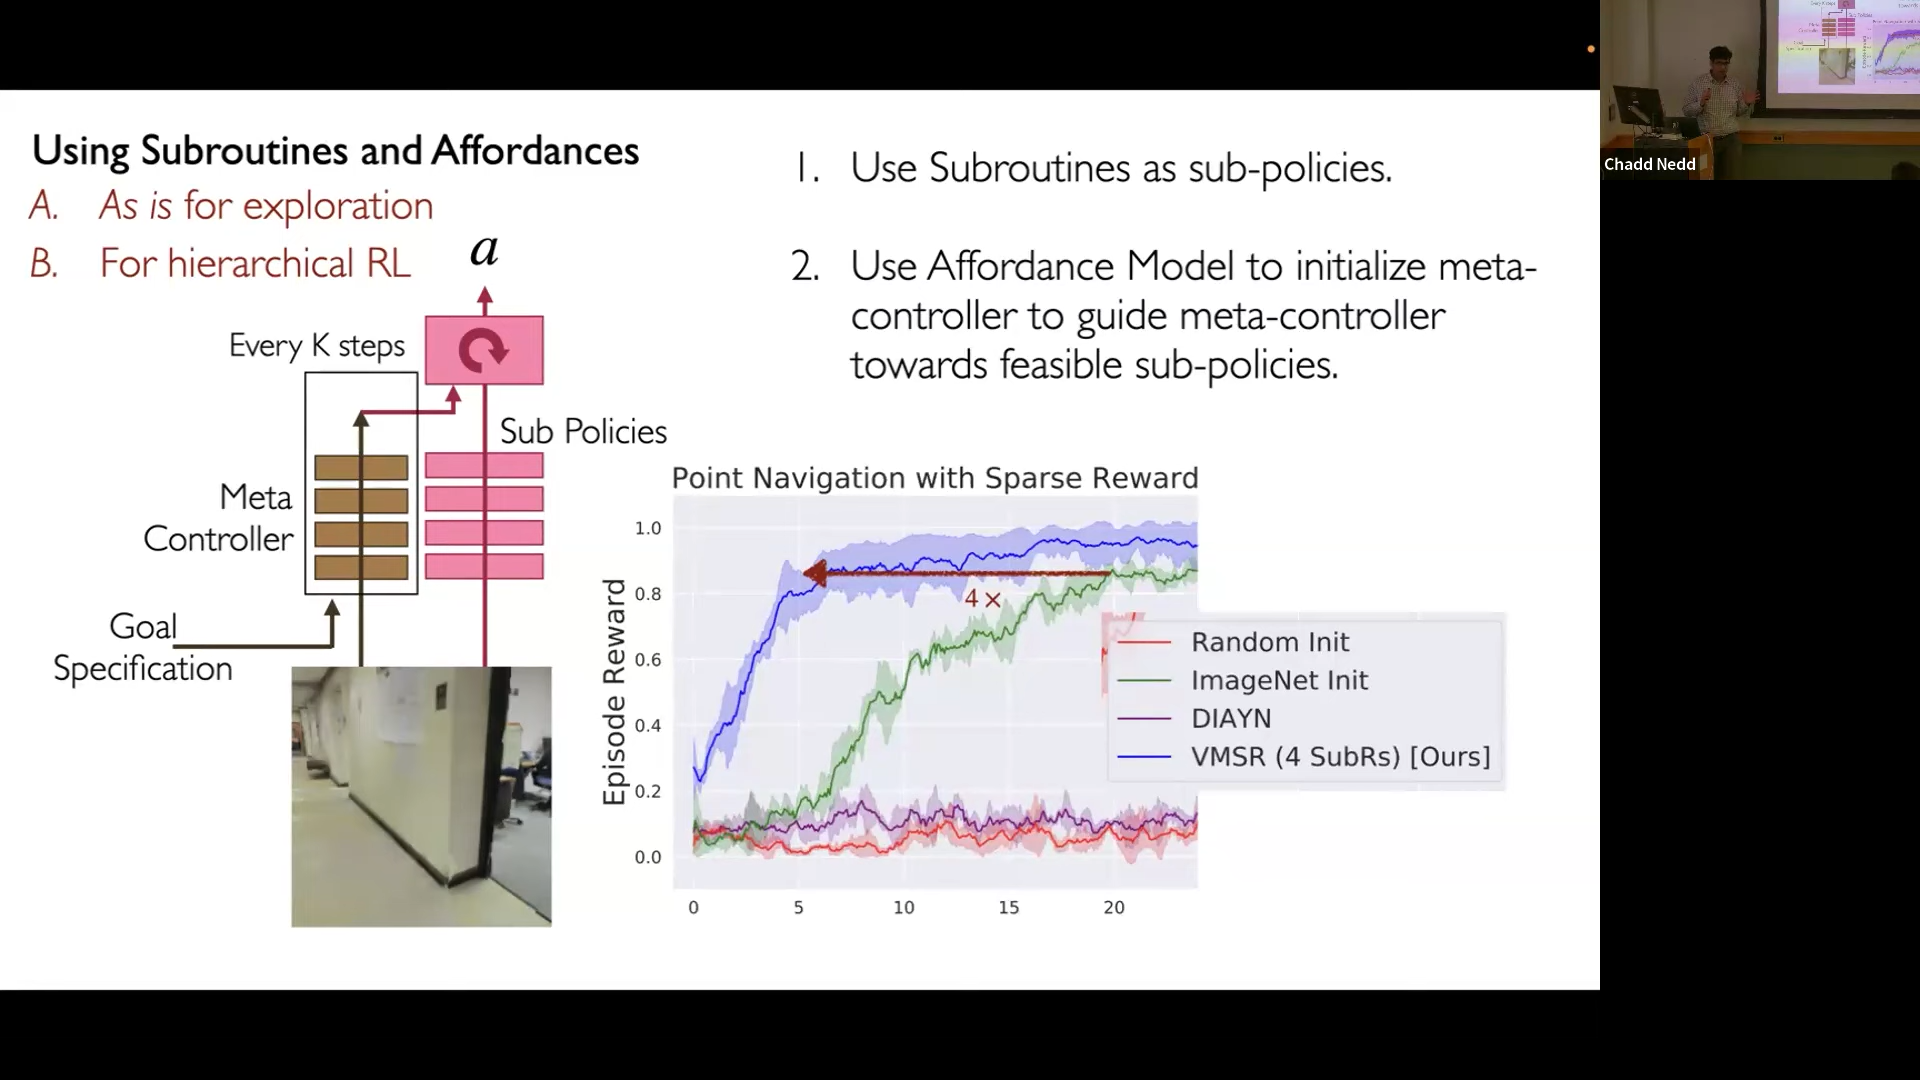 Using Subroutines and Affordances
A. As is for exploration
B. For hierarchical RL
a
Every K steps
Sub Policies
Meta
Controller
Goal
Specification
1. Use Subroutines as sub-policies.
2. Use Affordance Model to initialize meta-
controller to guide meta-controller
towards feasible sub-policies.
Point Navigation with Sparse Reward
Episode Reward
1.0
0.8
0.6
0.4
0.2
0.0
0 5 10 15 20
4 ×
Random Init
ImageNet Init
DIAYN
VMSR (4 SubRs) [Ours]
Chadd Nedd